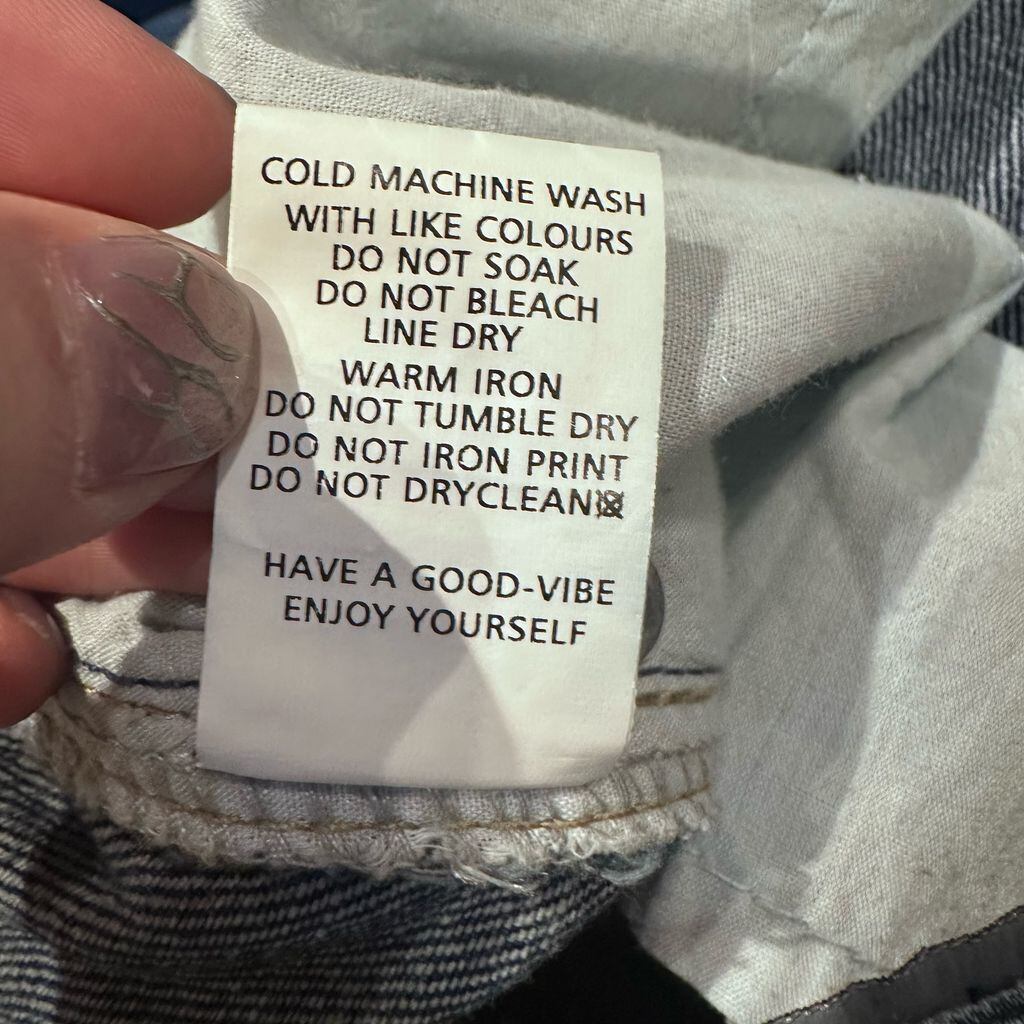 COLD MACHINE WASH
WITH LIKE COLOURS
DO NOT SOAK
DO NOT BLEACH
LINE DRY
WARM IRON
DO NOT TUMBLE DRY
DO NOT IRON PRINT
DO NOT DRYCLEAN
HAVE A GOOD-VIBE
ENJOY YOURSELF